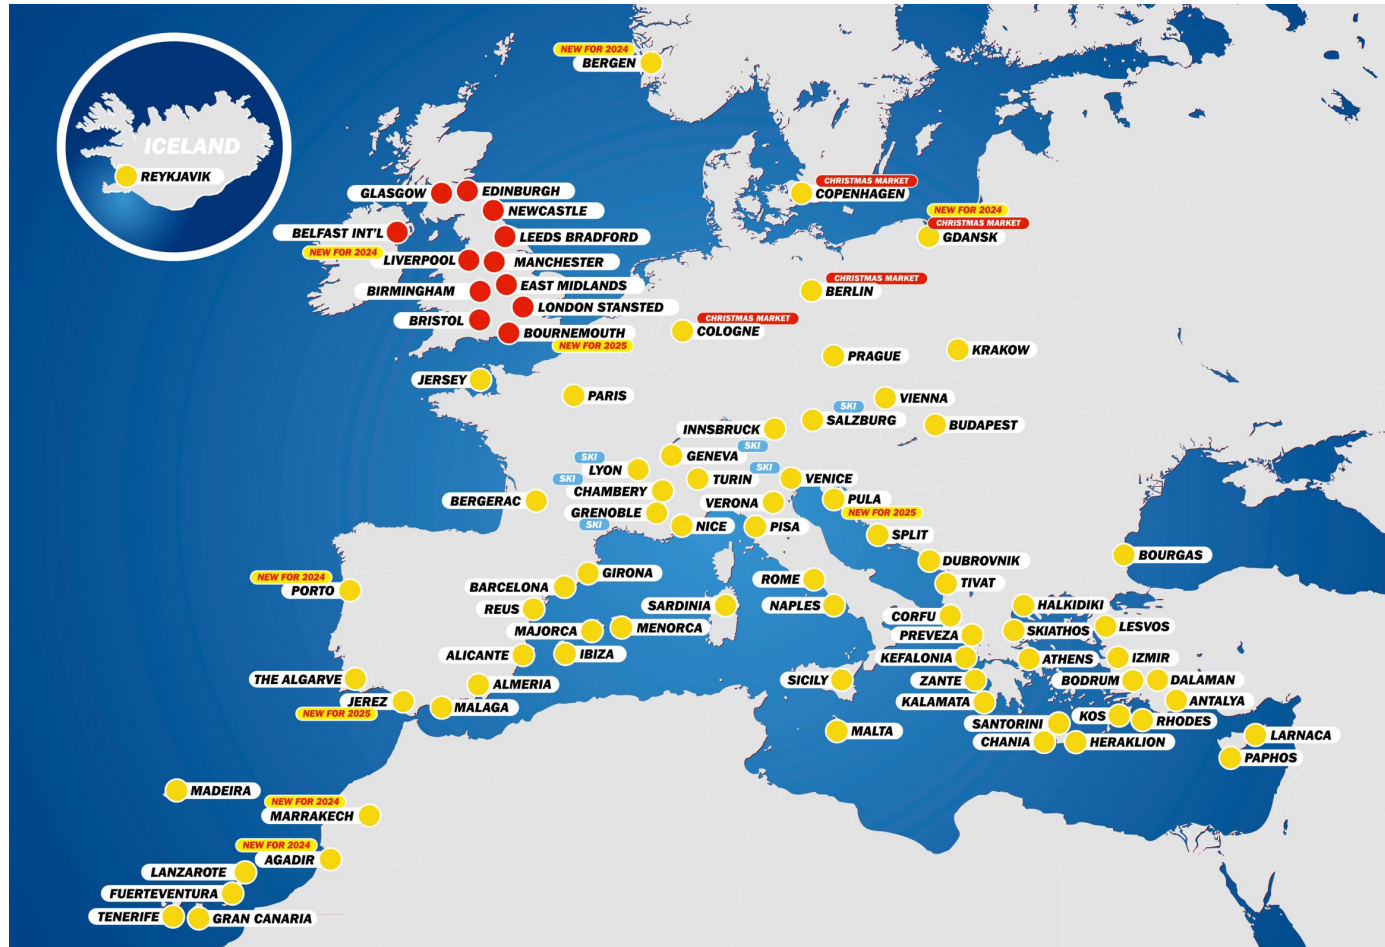 NEW FOR 2024
BERGEN
ICELAND
REYKJAVIK
GLASGOW
EDINBURGH
NEWCASTLE
BELFAST INT'L
LEEDS BRADFORD
NEW FOR 2024
LIVERPOOL
MANCHESTER
BIRMINGHAM
EAST MIDLANDS
LONDON STANSTED
BRISTOL
BOURNEMOUTH
NEW FOR 2025
CHRISTMAS MARKET
COPENHAGEN
NEW FOR 2024
CHRISTMAS MARKET
GDANSK
CHRISTMAS MARKET
BERLIN
CHRISTMAS MARKET
COLOGNE
PRAGUE
KRAKOW
JERSEY
PARIS
VIENNA
SKI
SALZBURG
BUDAPEST
INNSBRUCK
SKI
GENEVA
SKI
LYON
SKI
TURIN
VENICE
SKI
CHAMBERY
BERGERAC
VERONA
PULA
NEW FOR 2025
GRENOBLE
SKI
NICE
PISA
SPLIT
DUBROVNIK
BOURGAS
TIVAT
NEW FOR 2024
PORTO
GIRONA
BARCELONA
REUS
ROME
SARDINIA
NAPLES
HALKIDIKI
CORFU
MAJORCA
MENORCA
PREVEZA
SKIATHOS
LESVOS
ALICANTE
IBIZA
KEFALONIA
ATHENS
IZMIR
THE ALGARVE
ALMERIA
SICILY
ZANTE
BODRUM
DALAMAN
JEREZ
NEW FOR 2025
MALAGA
KALAMATA
ANTALYA
KOS
RHODES
SANTORINI
MALTA
CHANIA
HERAKLION
LARNACA
PAPHOS
MADEIRA
NEW FOR 2024
MARRAKECH
NEW FOR 2024
AGADIR
LANZAROTE
FUERTEVENTURA
TENERIFE
GRAN CANARIA